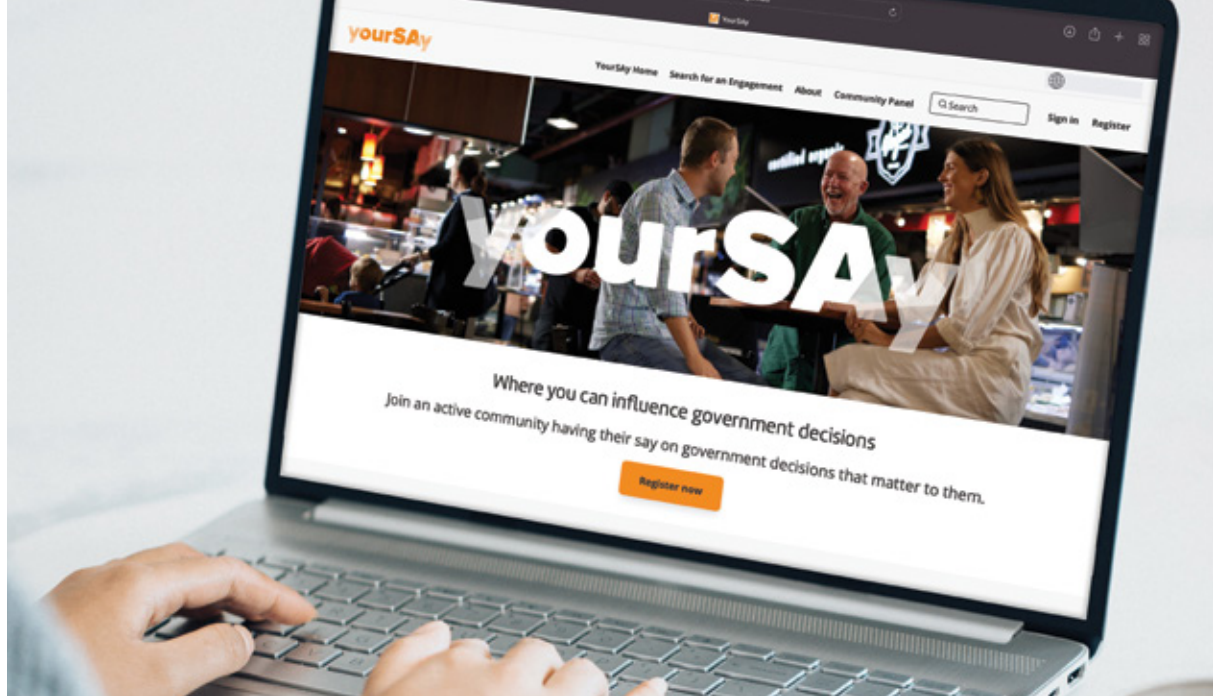 YourSAy
yourSAy
YourSAy Home Search for an Engagement About Community Panel Search Sign in Register
certified organic
yourSAy
Where you can influence government decisions
Join an active community having their say on government decisions that matter to them.
Register now